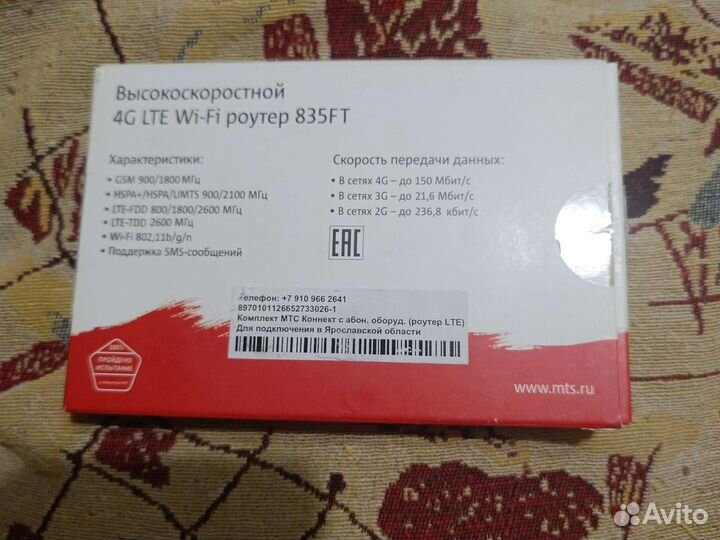 Высокоскоростной
4G LTE Wi-Fi роутер 835FT
Характеристики:
• GSM 900/1800 МГц
• HSPA+/HSPA/UMTS 900/2100 МГц
• LTE-FDD 800/1800/2600 МГц
• LTE-TDD 2600 МГц
• Wi-Fi 802,11b/g/n
• Поддержка SMS-сообщений
Скорость передачи данных:
• В сетях 4G – до 150 Мбит/с
• В сетях 3G – до 21,6 Мбит/с
• В сетях 2G – до 236,8 кбит/с
EAC
Телефон: +7 910 966 2641
8970101126652733026-1
Комплект МТС Коннект с абон. оборуд. (роутер LTE)
Для подключения в Ярославской области
100%
ПРОЙДЕНО
ИСПЫТАНИЕ
www.mts.ru
Avito